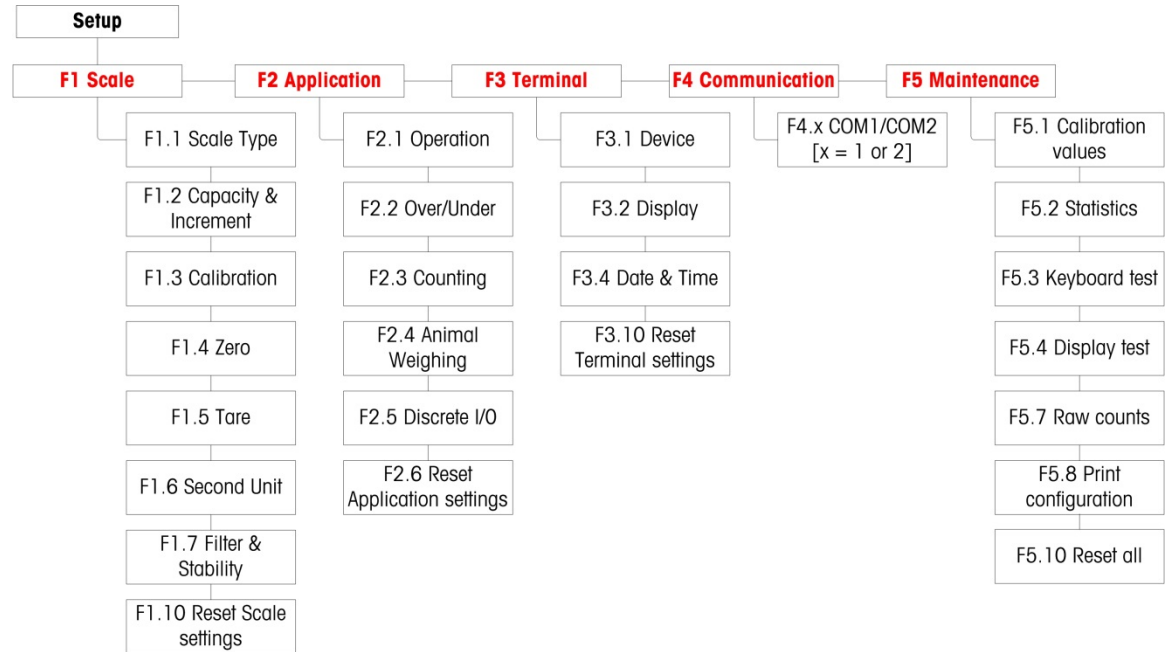 Setup
F1 Scale
F2 Application
F3 Terminal
F4 Communication
F5 Maintenance
F1.1 Scale Type
F1.2 Capacity &
Increment
F1.3 Calibration
F1.4 Zero
F1.5 Tare
F1.6 Second Unit
F1.7 Filter &
Stability
F1.10 Reset Scale
settings
F2.1 Operation
F2.2 Over/Under
F2.3 Counting
F2.4 Animal
Weighing
F2.5 Discrete I/O
F2.6 Reset
Application settings
F3.1 Device
F3.2 Display
F3.4 Date & Time
F3.10 Reset
Terminal settings
F4.x COM1/COM2
[x = 1 or 2]
F5.1 Calibration
values
F5.2 Statistics
F5.3 Keyboard test
F5.4 Display test
F5.7 Raw counts
F5.8 Print
configuration
F5.10 Reset all